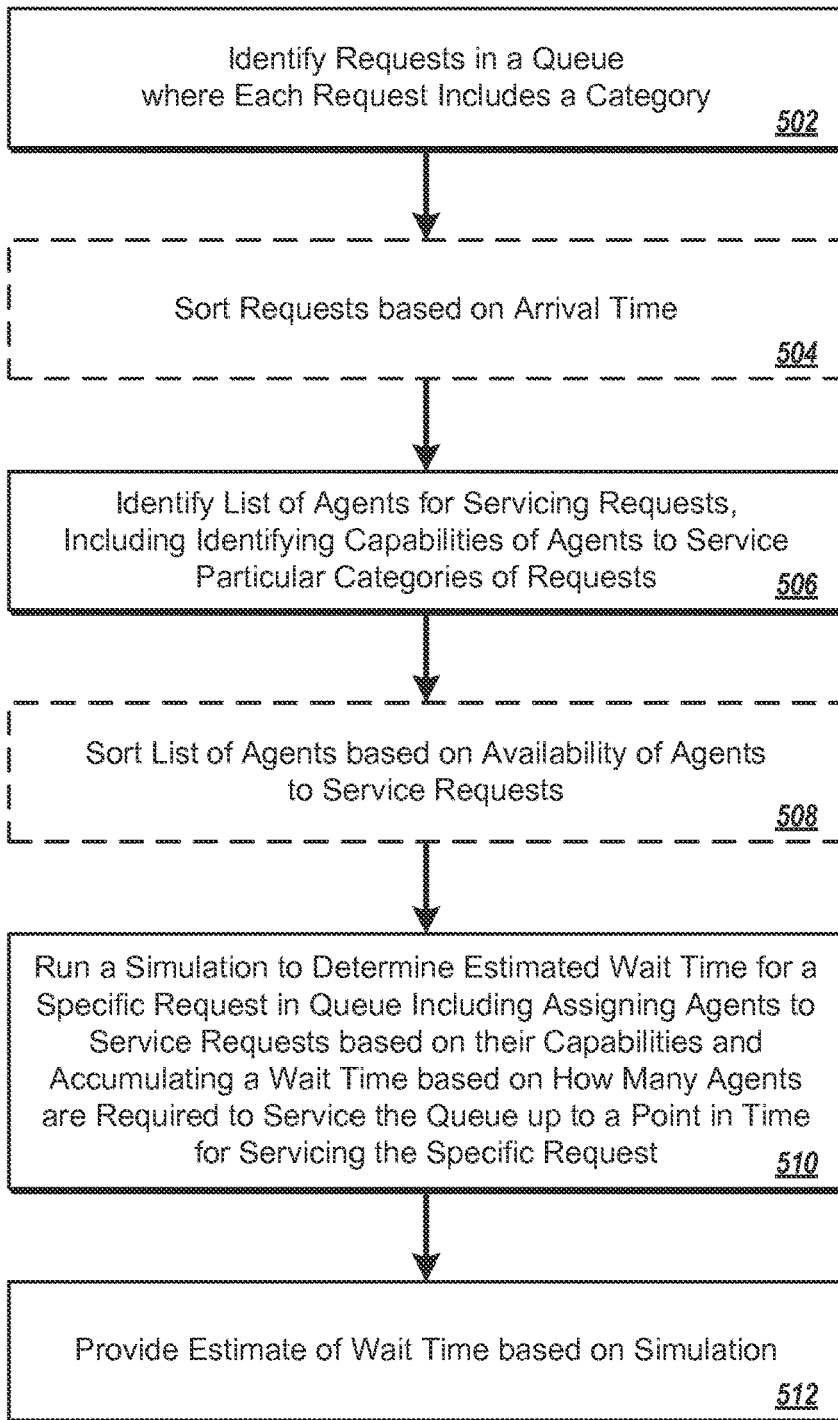 Identify Requests in a Queue
where Each Request Includes a Category
502
Sort Requests based on Arrival Time
504
Identify List of Agents for Servicing Requests,
Including Identifying Capabilities of Agents to Service
Particular Categories of Requests
506
Sort List of Agents based on Availability of Agents
to Service Requests
508
Run a Simulation to Determine Estimated Wait Time for a
Specific Request in Queue Including Assigning Agents to
Service Requests based on their Capabilities and
Accumulating a Wait Time based on How Many Agents
are Required to Service the Queue up to a Point in Time
for Servicing the Specific Request
510
Provide Estimate of Wait Time based on Simulation
512